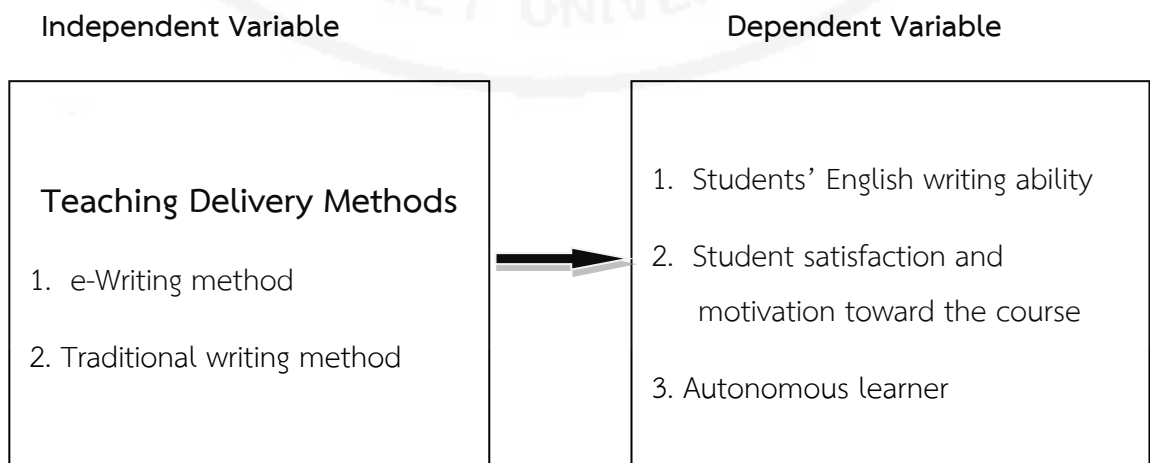 Independent Variable
Dependent Variable
Teaching Delivery Methods
1. e-Writing method
2. Traditional writing method
1. Students’ English writing ability
2. Student satisfaction and
motivation toward the course
3. Autonomous learner